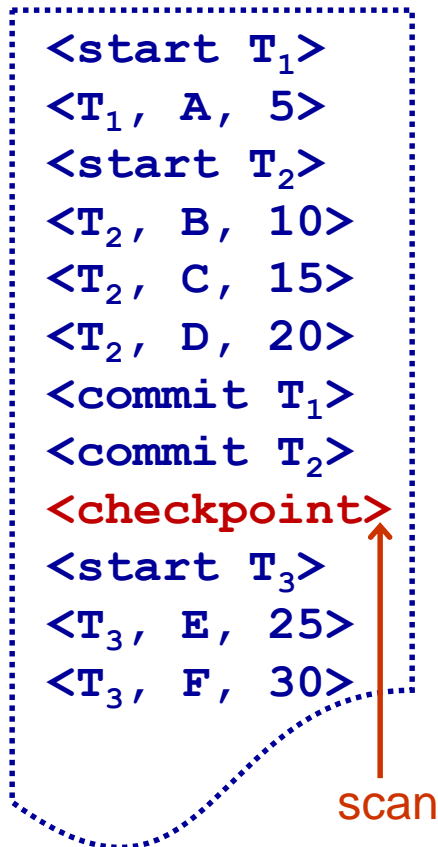 <start T₁>
<T₁, A, 5>
<start T₂>
<T₂, B, 10>
<T₂, C, 15>
<T₂, D, 20>
<commit T₁>
<commit T₂>
<checkpoint>
<start T₃>
<T₃, E, 25>
<T₃, F, 30>
scan